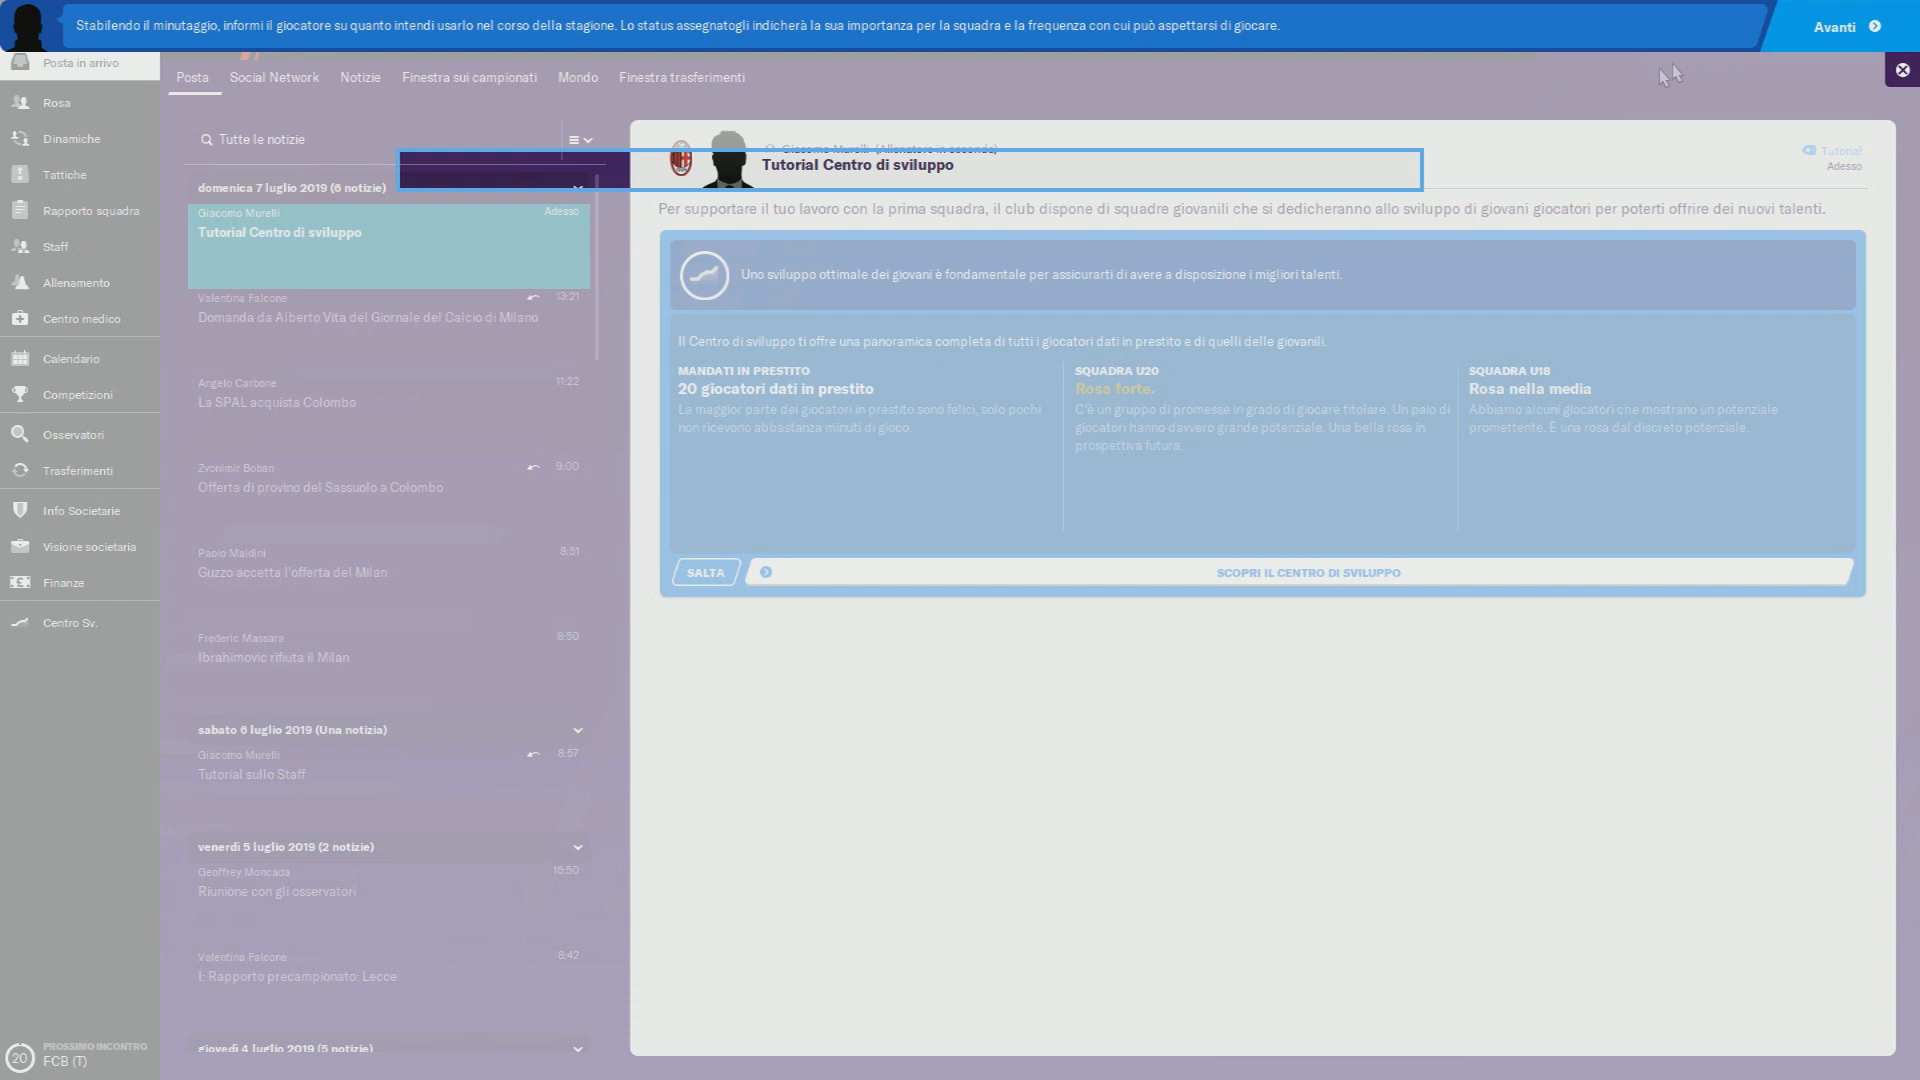 Stabilendo il minutaggio, informi il giocatore su quanto intendi usarlo nel corso della stagione. Lo status assegnatogli indicherà la sua importanza per la squadra e la frequenza con cui può aspettarsi di giocare.
Avanti
Posta in arrivo
Rosa
Dinamiche
Tattiche
Rapporto squadra
Staff
Allenamento
Centro medico
Calendario
Competizioni
Osservatori
Trasferimenti
Info Societarie
Visione societaria
Finanze
Centro Sv.
20
PROSSIMO INCONTRO
FCB (T)
Posta Social Network Notizie Finestra sui campionati Mondo Finestra trasferimenti
Tutte le notizie
domenica 7 luglio 2019 (6 notizie)
Giacomo Murelli Adesso
Tutorial Centro di sviluppo
Valentina Falcone 13:21
Domanda da Alberto Vita del Giornale del Calcio di Milano
Angelo Carbone 11:22
La SPAL acquista Colombo
Zvonimir Boban 9:00
Offerta di provino del Sassuolo a Colombo
Paolo Maldini 8:51
Guzzo accetta l'offerta del Milan
Frederic Massara 8:50
Ibrahimovic rifiuta il Milan
sabato 6 luglio 2019 (Una notizia)
Giacomo Murelli 8:57
Tutorial sullo Staff
venerdì 5 luglio 2019 (2 notizie)
Geoffrey Moncada 16:50
Riunione con gli osservatori
Valentina Falcone 8:42
I: Rapporto precampionato: Lecce
giovedì 4 luglio 2019 (5 notizie)
Giacomo Murelli (Allenatore in seconda)
Tutorial Centro di sviluppo
Tutorial
Adesso
Per supportare il tuo lavoro con la prima squadra, il club dispone di squadre giovanili che si dedicheranno allo sviluppo di giovani giocatori per poterti offrire dei nuovi talenti.
Uno sviluppo ottimale dei giovani è fondamentale per assicurarti di avere a disposizione i migliori talenti.
Il Centro di sviluppo ti offre una panoramica completa di tutti i giocatori dati in prestito e di quelli delle giovanili.
MANDATI IN PRESTITO
20 giocatori dati in prestito
La maggior parte dei giocatori in prestito sono felici, solo pochi
non ricevono abbastanza minuti di gioco.
SQUADRA U20
Rosa forte.
C'è un gruppo di promesse in grado di giocare titolare. Un paio di
giocatori hanno davvero grande potenziale. Una bella rosa in
prospettiva futura.
SQUADRA U18
Rosa nella media
Abbiamo alcuni giocatori che mostrano un potenziale
promettente. È una rosa dal discreto potenziale.
SALTA
SCOPRI IL CENTRO DI SVILUPPO